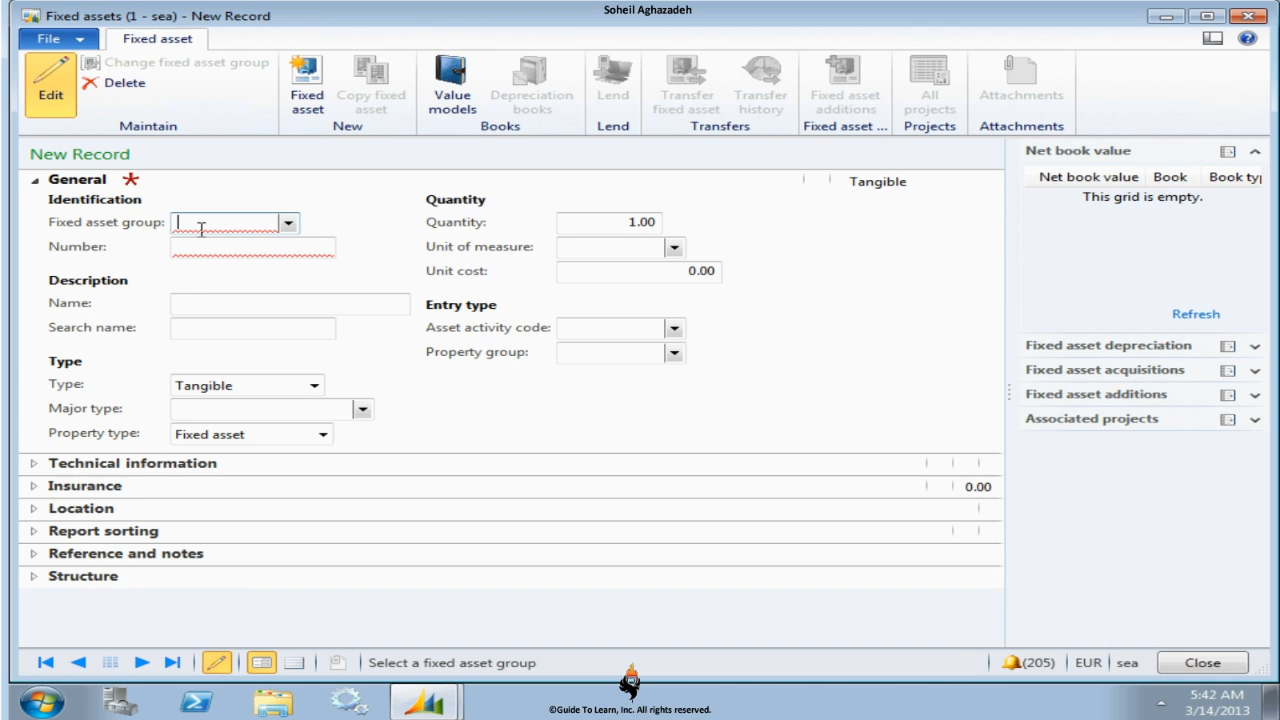 Soheil Aghazadeh
Fixed assets (1 - sea) - New Record
File
Fixed asset
Edit
Change fixed asset group
Delete
Maintain
Fixed asset
Copy fixed asset
New
Value models
Depreciation books
Books
Lend
Lend
Transfer fixed asset
Transfer history
Transfers
Fixed asset additions
Fixed asset ...
All projects
Projects
Attachments
Attachments
New Record
General
Tangible
Identification
Fixed asset group:
Number:
Description
Name:
Search name:
Type
Type: Tangible
Major type:
Property type: Fixed asset
Quantity
Quantity: 1.00
Unit of measure:
Unit cost: 0.00
Entry type
Asset activity code:
Property group:
Technical information
Insurance 0.00
Location
Report sorting
Reference and notes
Structure
Net book value
Net book value Book Book ty
This grid is empty.
Refresh
Fixed asset depreciation
Fixed asset acquisitions
Fixed asset additions
Associated projects
Select a fixed asset group
(205) EUR sea Close
5:42 AM
3/14/2013
©Guide To Learn, Inc. All rights reserved.